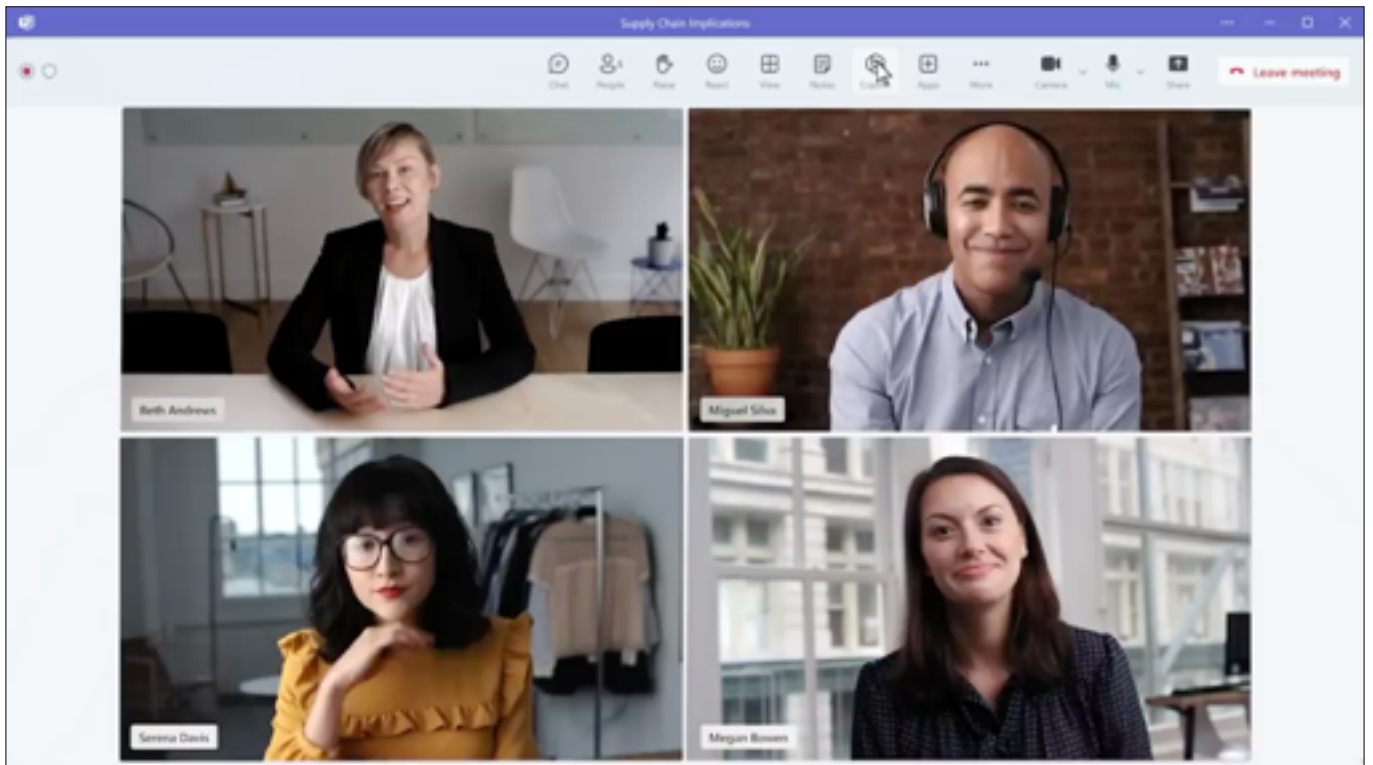 Supply Chain Implications
Chat People Raise React View Notes Copilot Apps More Camera Mic Share Leave meeting
Beth Andrews
Miguel Silva
Serena Davis
Megan Bowen